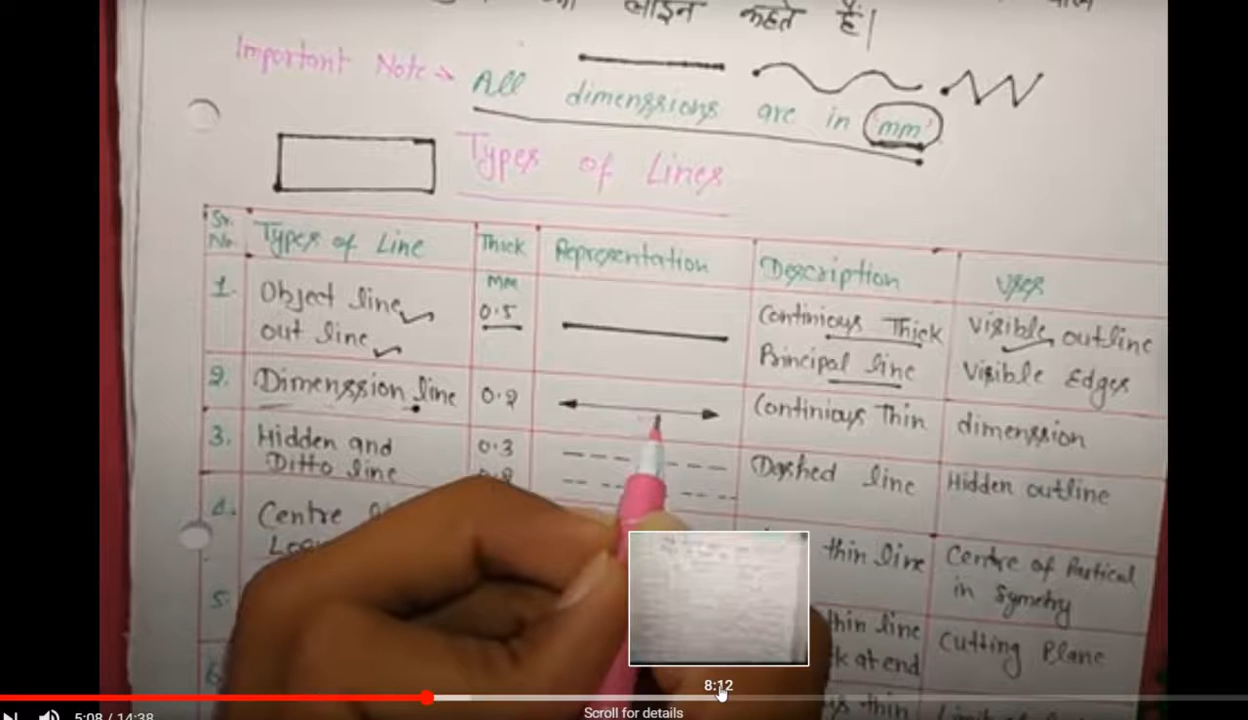 लाइन कहते हैं।
Important Note → All dimenssions are in 'mm'
Types of Lines
Sr. No. Types of Line Thick mm Representation Description Uses
1. Object line 0.5 Continious Thick Visible outline
out line Principal line Visible Edges
2. Dimenssion line 0.2 Continious Thin dimenssion
3. Hidden and 0.3 Dashed line Hidden outline
Ditto line
4. Centre thin line Centre of Partical
in Symetry
5. thin line Cutting Plane
at end
6. thin
8:12
5:08 / 14:38
Scroll for details